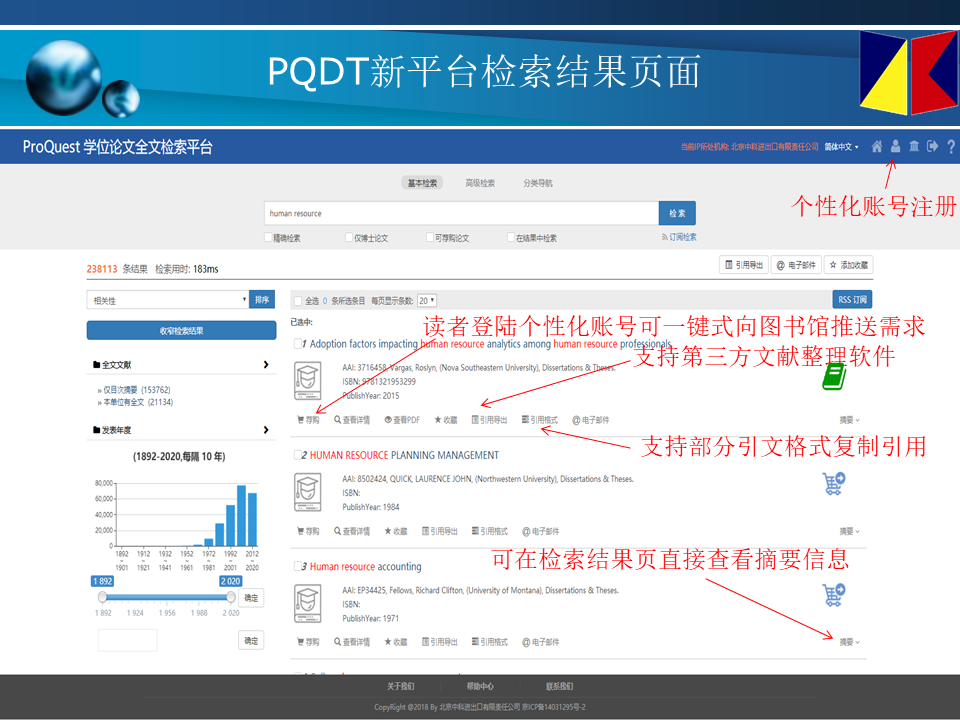 PQDT新平台检索结果页面
ProQuest 学位论文全文检索平台
当前IP所处机构: 北京中科进出口有限责任公司 简体中文
个性化账号注册
基本检索 高级检索 分类导航
human resource 检 索
精确检索 仅博士论文 可荐购论文 在结果中检索 订阅检索
238113 条结果 检索用时: 183ms
引用导出 电子邮件 添加收藏
相关性 排序
全选 0 条所选条目 每页显示条数: 20 RSS 订阅
收窄检索结果
已选中:
读者登陆个性化账号可一键式向图书馆推送需求
1 Adoption factors impacting human resource analytics among human resource professionals
支持第三方文献整理软件
全文文献
» 仅目次摘要 (153762)
» 本单位有全文 (21134)
AAI: 3716458, Vargas, Roslyn, (Nova Southeastern University), Dissertations & Theses.
ISBN: 9781321953299
PublishYear: 2015
荐购 查看详情 查看PDF 收藏 引用导出 引用格式 电子邮件 摘要
支持部分引文格式复制引用
发表年度
(1892-2020,每隔 10 年)
80,000
60,000
40,000
20,000
0
1892 1912 1932 1952 1972 1992 2012
~ ~ ~ ~ ~ ~ ~
1901 1921 1941 1961 1981 2001 2020
1 892 2 020
确定
1 892 1 924 1 956 1 988 2 020
确定
2 HUMAN RESOURCE PLANNING MANAGEMENT
AAI: 8502424, QUICK, LAURENCE JOHN, (Northwestern University), Dissertations & Theses.
ISBN:
PublishYear: 1984
荐购 查看详情 收藏 引用导出 引用格式 电子邮件 摘要
可在检索结果页直接查看摘要信息
3 Human resource accounting
AAI: EP34425, Fellows, Richard Clifton, (University of Montana), Dissertations & Theses.
ISBN:
PublishYear: 1971
荐购 查看详情 收藏 引用导出 引用格式 电子邮件 摘要
关于我们 帮助中心 联系我们
CopyRight @2018 By 北京中科进出口有限责任公司 京ICP备14031295号-2